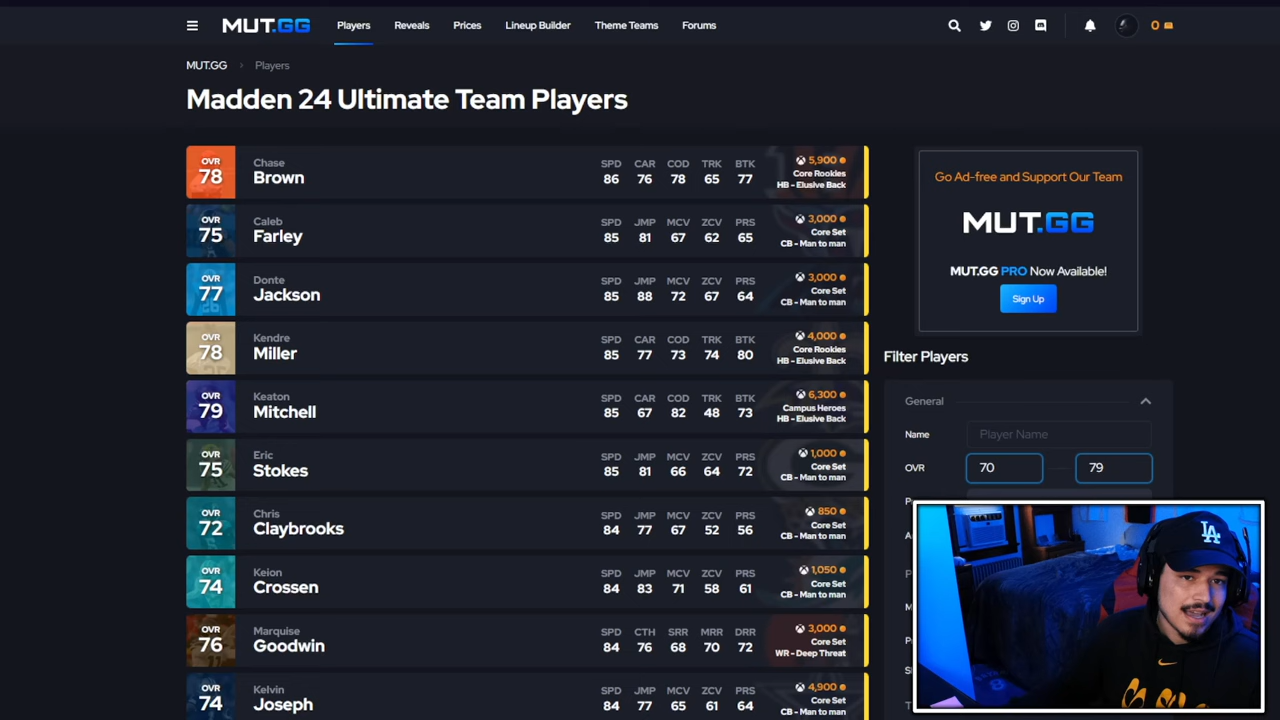 MUT.GG
Players
Reveals
Prices
Lineup Builder
Theme Teams
Forums
0
MUT.GG > Players
Madden 24 Ultimate Team Players
OVR 78
Chase
Brown
SPD CAR COD TRK BTK
86 76 78 65 77
5,900
Core Rookies
HB - Elusive Back
OVR 75
Caleb
Farley
SPD JMP MCV ZCV PRS
85 81 67 62 65
3,000
Core Set
CB - Man to man
OVR 77
Donte
Jackson
SPD JMP MCV ZCV PRS
85 88 72 67 64
3,000
Core Set
CB - Man to man
OVR 78
Kendre
Miller
SPD CAR COD TRK BTK
85 77 73 74 80
4,000
Core Rookies
HB - Elusive Back
OVR 79
Keaton
Mitchell
SPD CAR COD TRK BTK
85 67 82 48 73
6,300
Campus Heroes
HB - Elusive Back
OVR 75
Eric
Stokes
SPD JMP MCV ZCV PRS
85 81 66 64 72
1,000
Core Set
CB - Man to man
OVR 72
Chris
Claybrooks
SPD JMP MCV ZCV PRS
84 77 67 52 56
850
Core Set
CB - Man to man
OVR 74
Keion
Crossen
SPD JMP MCV ZCV PRS
84 83 71 58 61
1,050
Core Set
CB - Man to man
OVR 76
Marquise
Goodwin
SPD CTH SRR MRR DRR
84 76 68 70 72
3,000
Core Set
WR - Deep Threat
OVR 74
Kelvin
Joseph
SPD JMP MCV ZCV PRS
84 77 65 61 64
4,900
Core Set
CB - Man to man
Go Ad-free and Support Our Team
MUT.GG
MUT.GG PRO Now Available!
Sign Up
Filter Players
General
Name
Player Name
OVR
70
79
LA